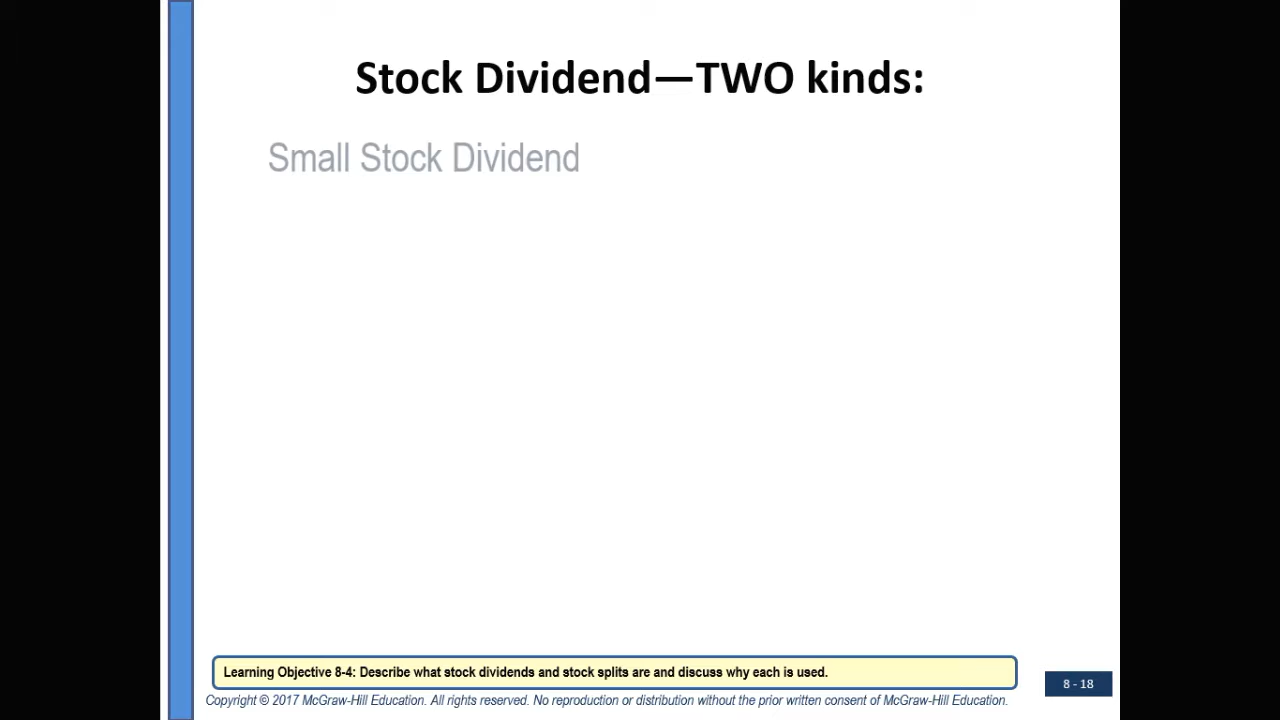 Stock Dividend—TWO kinds:
Small Stock Dividend
Learning Objective 8-4: Describe what stock dividends and stock splits are and discuss why each is used.
Copyright © 2017 McGraw-Hill Education. All rights reserved. No reproduction or distribution without the prior written consent of McGraw-Hill Education.
8 - 18